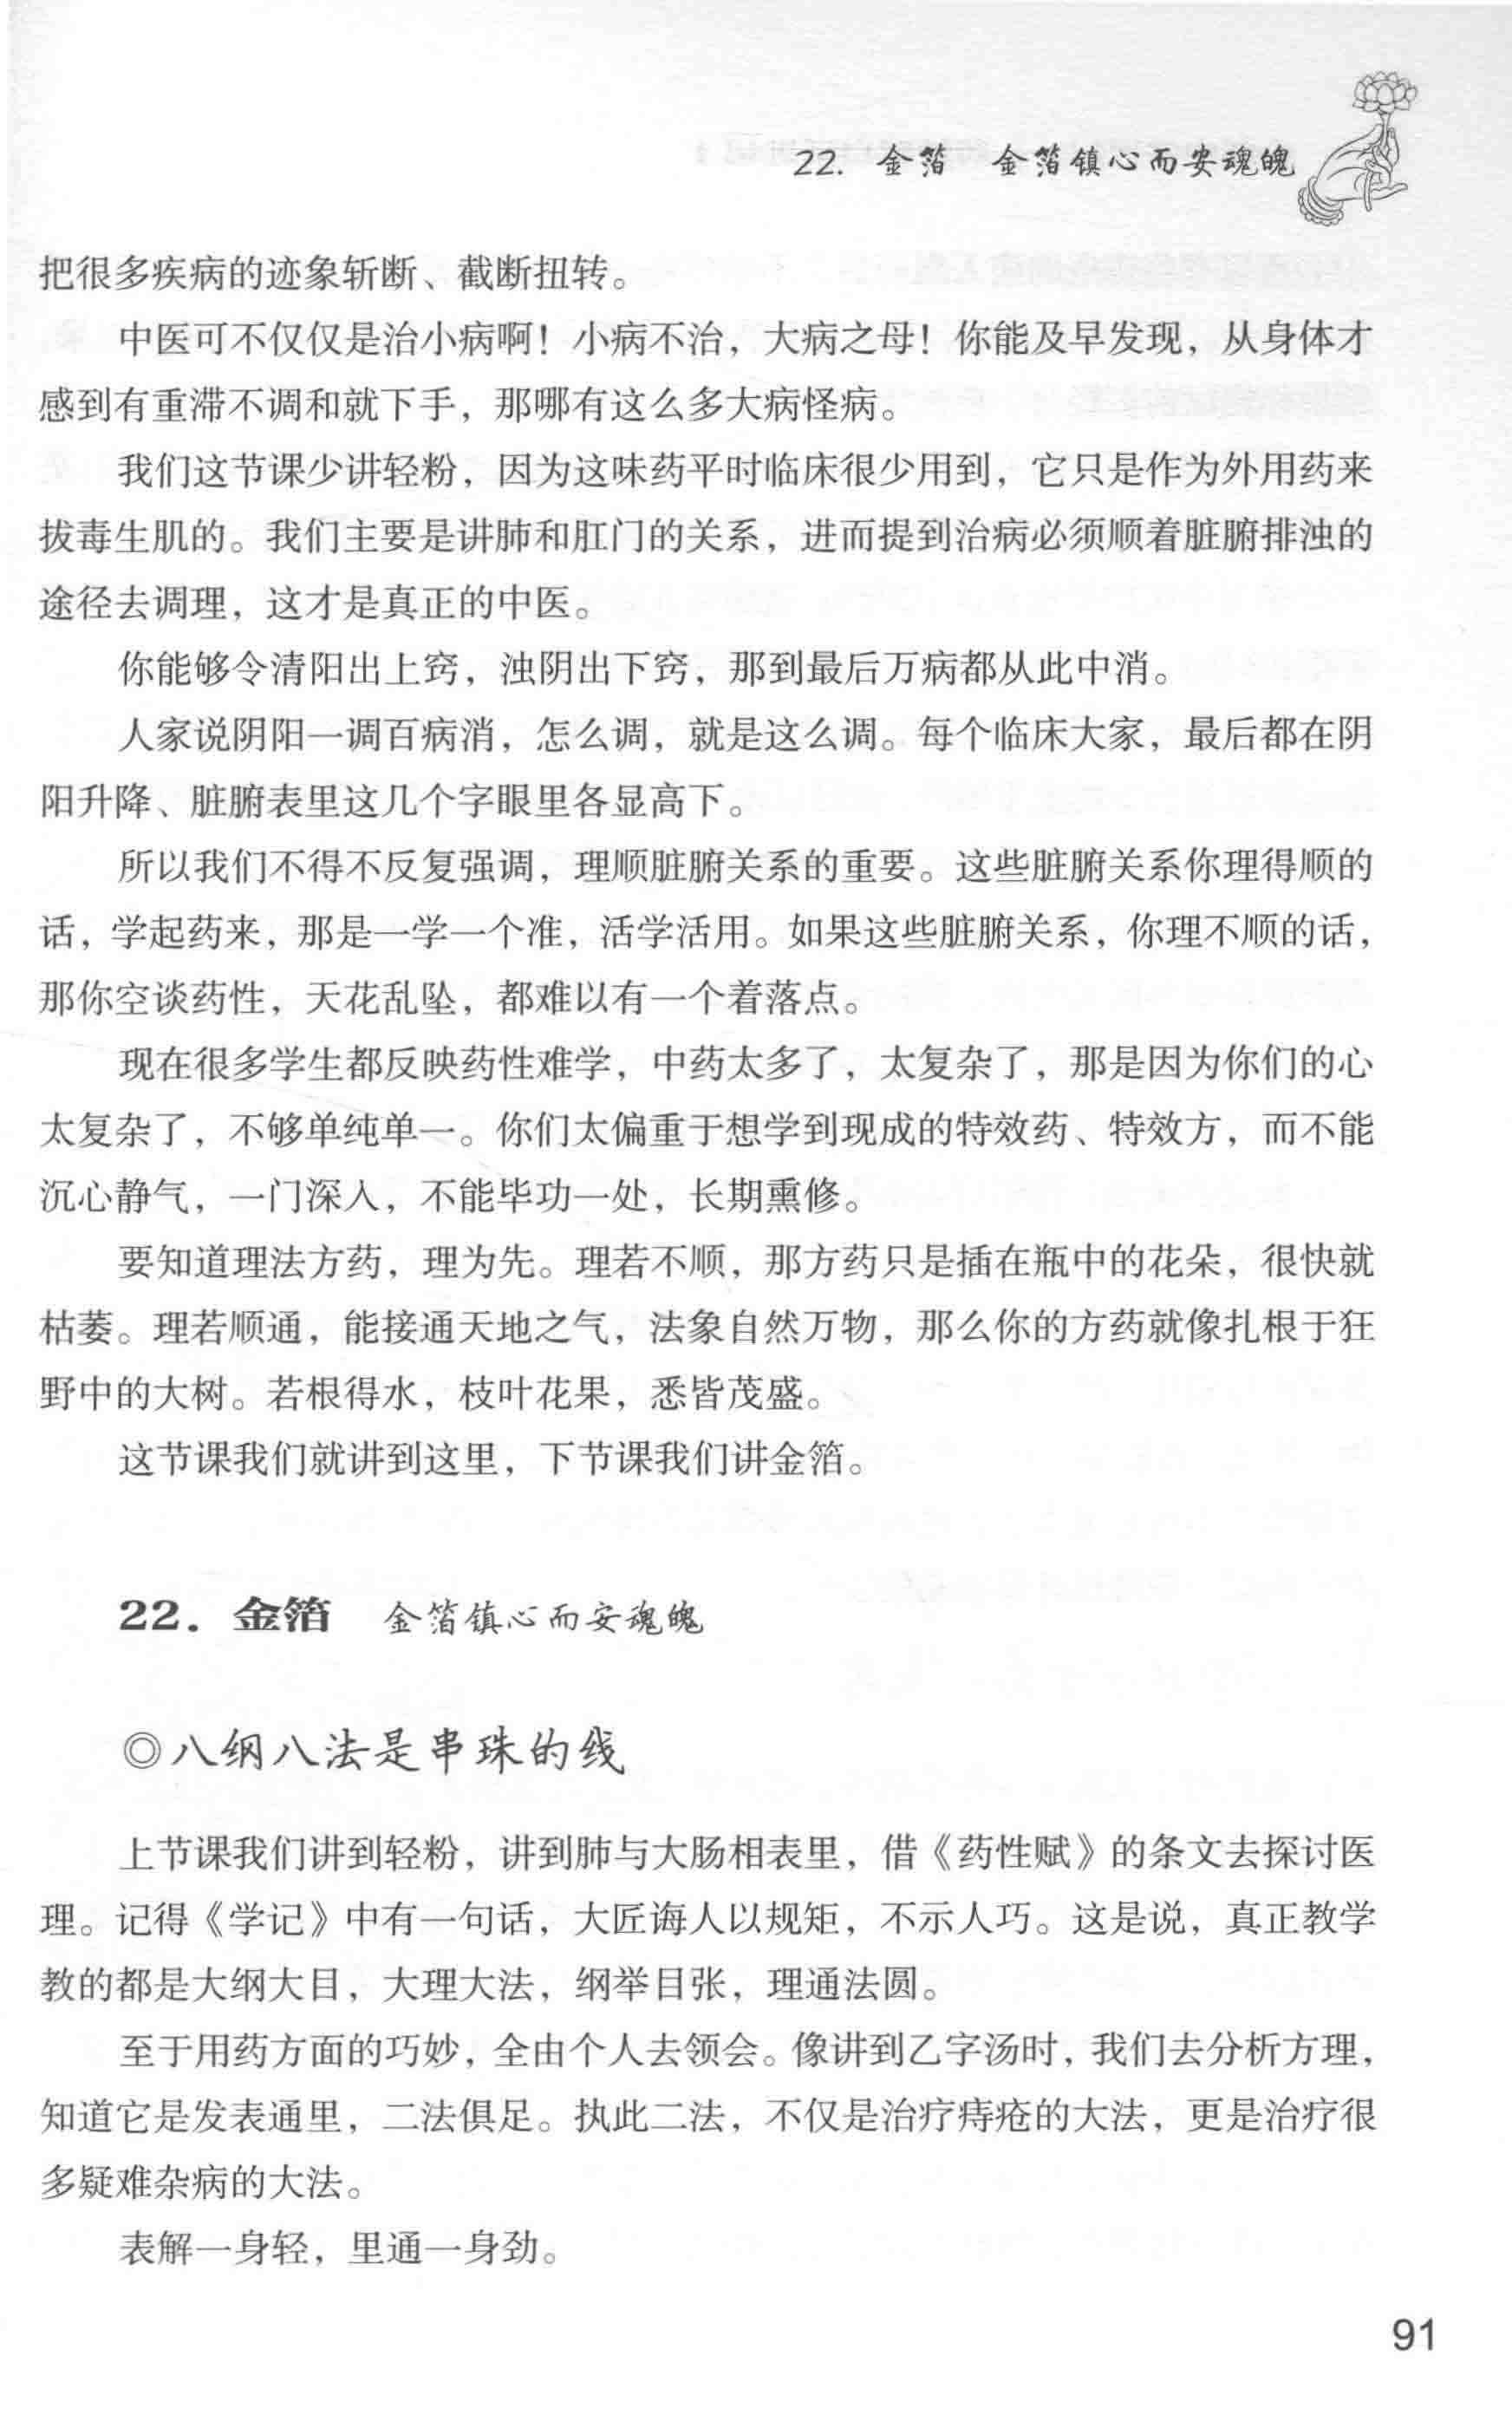 22. 金箔　金箔镇心而安魂魄
把很多疾病的迹象斩断、截断扭转。
中医可不仅仅是治小病啊！小病不治，大病之母！你能及早发现，从身体才
感到有重滞不调和就下手，那哪有这么多大病怪病。
我们这节课少讲轻粉，因为这味药平时临床很少用到，它只是作为外用药来
拔毒生肌的。我们主要是讲肺和肛门的关系，进而提到治病必须顺着脏腑排浊的
途径去调理，这才是真正的中医。
你能够令清阳出上窍，浊阴出下窍，那到最后万病都从此中消。
人家说阴阳一调百病消，怎么调，就是这么调。每个临床大家，最后都在阴
阳升降、脏腑表里这几个字眼里各显高下。
所以我们不得不反复强调，理顺脏腑关系的重要。这些脏腑关系你理得顺的
话，学起药来，那是一学一个准，活学活用。如果这些脏腑关系，你理不顺的话，
那你空谈药性，天花乱坠，都难以有一个着落点。
现在很多学生都反映药性难学，中药太多了，太复杂了，那是因为你们的心
太复杂了，不够单纯单一。你们太偏重于想学到现成的特效药、特效方，而不能
沉心静气，一门深入，不能毕功一处，长期熏修。
要知道理法方药，理为先。理若不顺，那方药只是插在瓶中的花朵，很快就
枯萎。理若顺通，能接通天地之气，法象自然万物，那么你的方药就像扎根于狂
野中的大树。若根得水，枝叶花果，悉皆茂盛。
这节课我们就讲到这里，下节课我们讲金箔。
22. 金箔　金箔镇心而安魂魄
◎八纲八法是串珠的线
上节课我们讲到轻粉，讲到肺与大肠相表里，借《药性赋》的条文去探讨医
理。记得《学记》中有一句话，大匠诲人以规矩，不示人巧。这是说，真正教学
教的都是大纲大目，大理大法，纲举目张，理通法圆。
至于用药方面的巧妙，全由个人去领会。像讲到乙字汤时，我们去分析方理，
知道它是发表通里，二法俱足。执此二法，不仅是治疗痔疮的大法，更是治疗很
多疑难杂病的大法。
表解一身轻，里通一身劲。
91